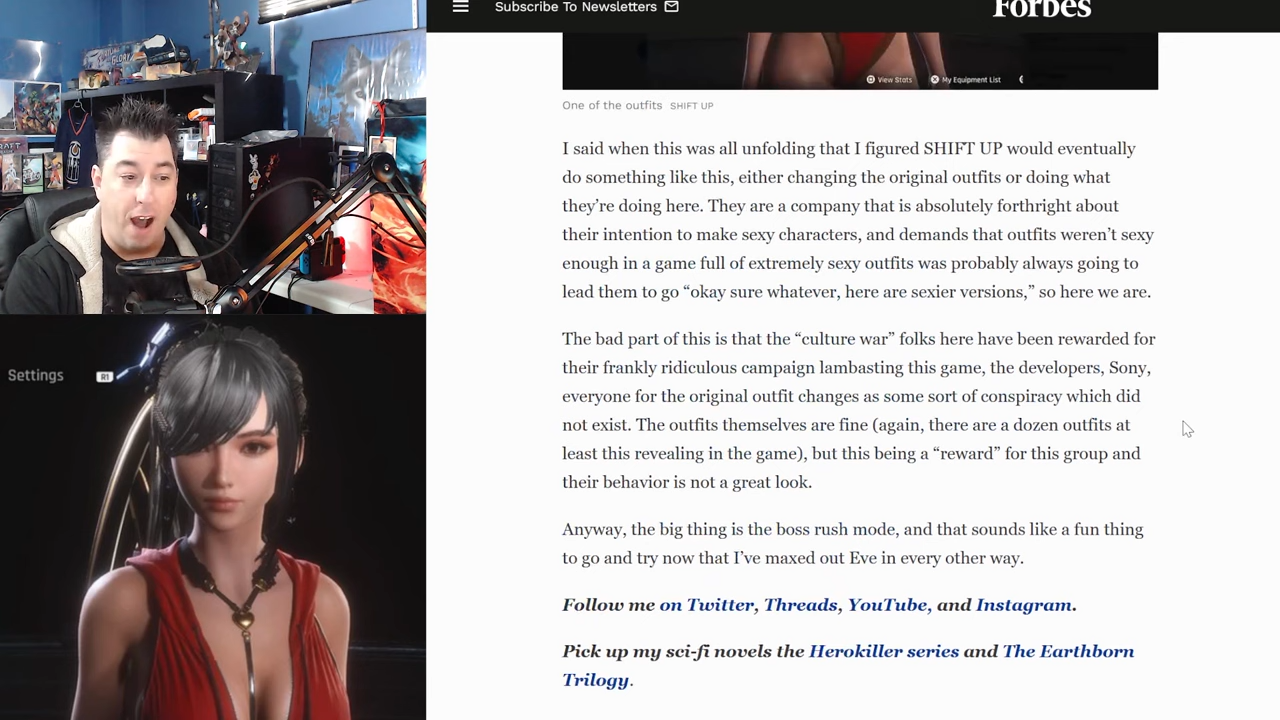 Subscribe To Newsletters
Forbes
View Stats
My Equipment List
One of the outfits SHIFT UP
I said when this was all unfolding that I figured SHIFT UP would eventually
do something like this, either changing the original outfits or doing what
they’re doing here. They are a company that is absolutely forthright about
their intention to make sexy characters, and demands that outfits weren’t sexy
enough in a game full of extremely sexy outfits was probably always going to
lead them to go “okay sure whatever, here are sexier versions,” so here we are.
The bad part of this is that the “culture war” folks here have been rewarded for
their frankly ridiculous campaign lambasting this game, the developers, Sony,
everyone for the original outfit changes as some sort of conspiracy which did
not exist. The outfits themselves are fine (again, there are a dozen outfits at
least this revealing in the game), but this being a “reward” for this group and
their behavior is not a great look.
Anyway, the big thing is the boss rush mode, and that sounds like a fun thing
to go and try now that I’ve maxed out Eve in every other way.
Follow me on Twitter, Threads, YouTube, and Instagram.
Pick up my sci-fi novels the Herokiller series and The Earthborn
Trilogy.
Settings R1